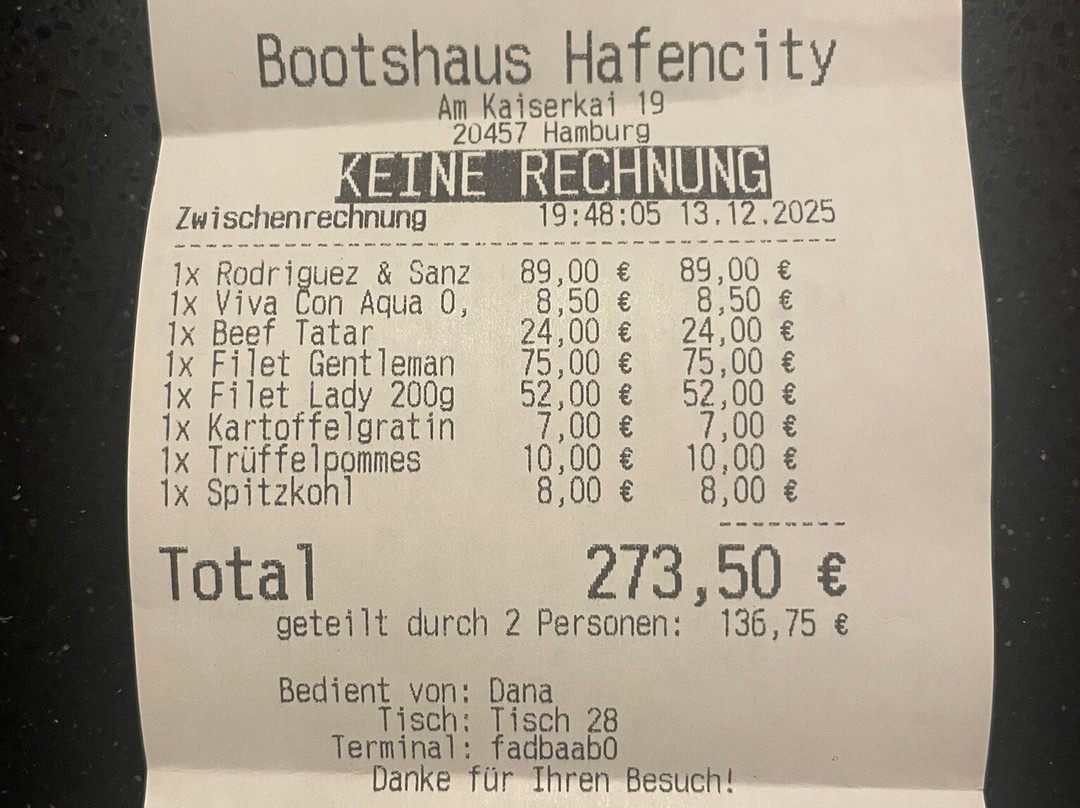 Bootshaus Hafencity
Am Kaiserkai 19
20457 Hamburg
KEINE RECHNUNG
Zwischenrechnung 19:48:05 13.12.2025
1x Rodriguez & Sanz 89,00 € 89,00 €
1x Viva Con Aqua 0, 8,50 € 8,50 €
1x Beef Tatar 24,00 € 24,00 €
1x Filet Gentleman 75,00 € 75,00 €
1x Filet Lady 200g 52,00 € 52,00 €
1x Kartoffelgratin 7,00 € 7,00 €
1x Trüffelpommes 10,00 € 10,00 €
1x Spitzkohl 8,00 € 8,00 €
Total 273,50 €
geteilt durch 2 Personen: 136,75 €
Bedient von: Dana
Tisch: Tisch 28
Terminal: fadbaab0
Danke für Ihren Besuch!